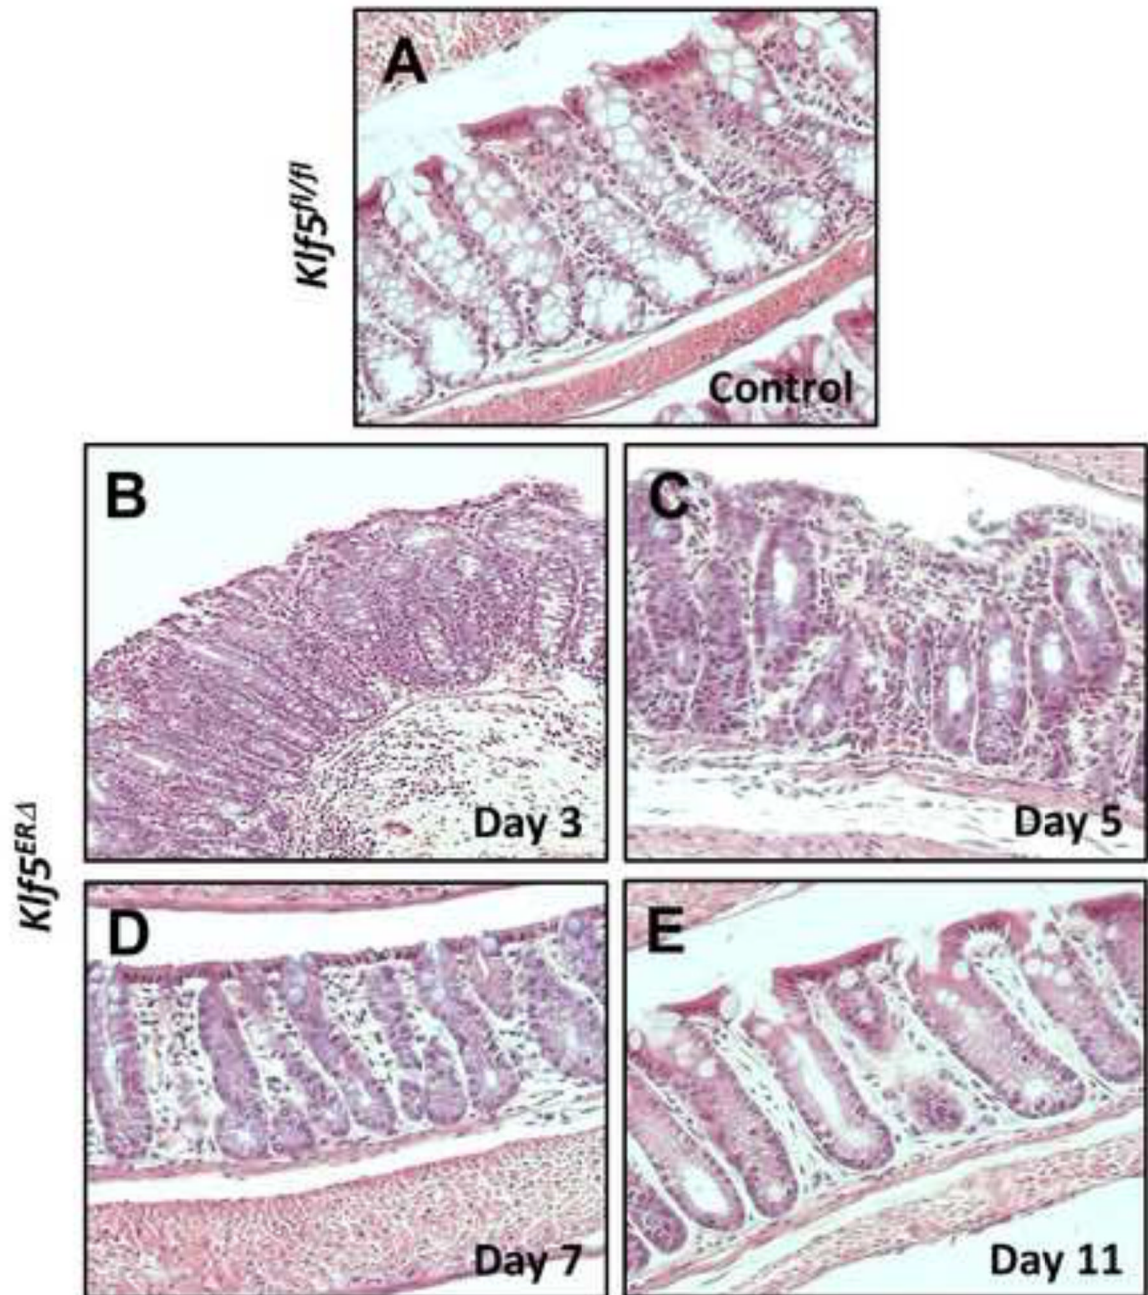 A
Klf5fl/fl
Control
B
Day 3
C
Day 5
Klf5ERΔ
D
Day 7
E
Day 11